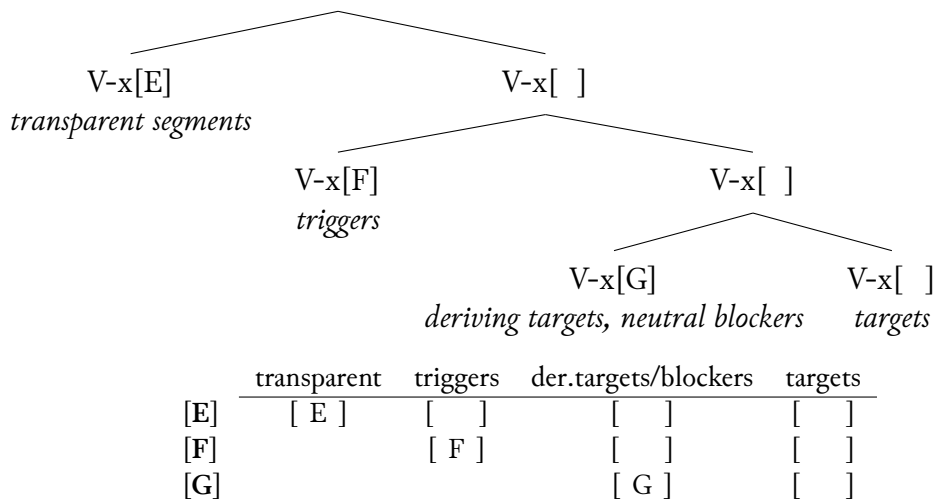 V-x[E] V-x[ ]
transparent segments
V-x[F] V-x[ ]
triggers
V-x[G] V-x[ ]
deriving targets, neutral blockers targets
transparent triggers der.targets/blockers targets
[E] [ E ] [ ] [ ] [ ]
[F] [ F ] [ ] [ ]
[G] [ G ] [ ]